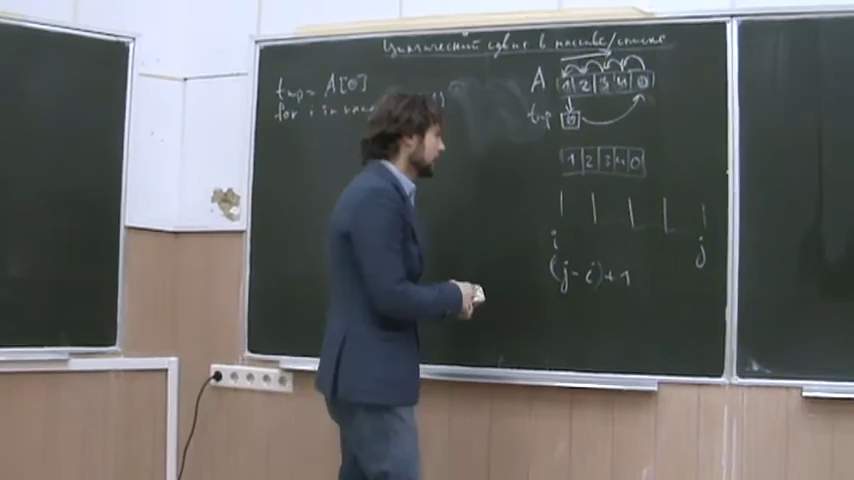 Циклический сдвиг в массиве/списке
tmp = A[0]
for i in
A 1 2 3 4 0
tmp 0
1 2 3 4 0
i j
(j-i)+1